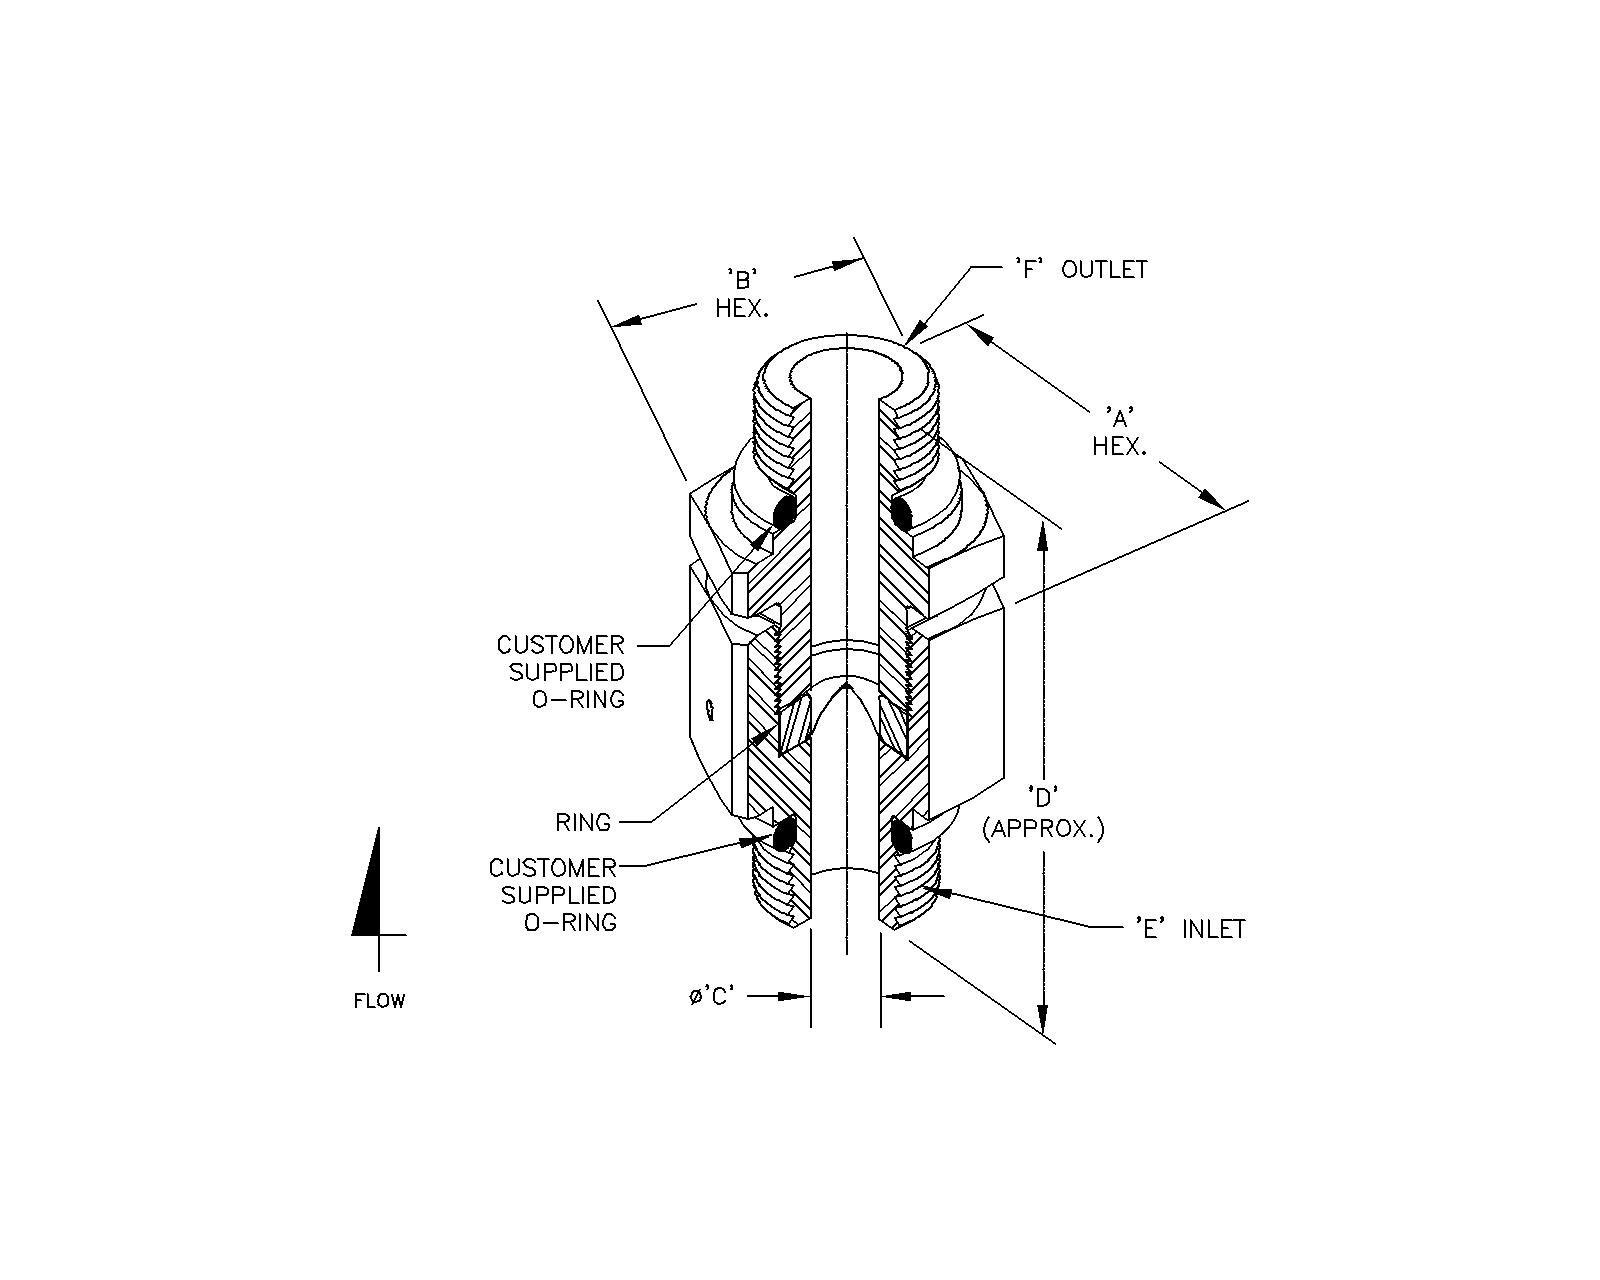 'B'
HEX.
'F' OUTLET
'A'
HEX.
CUSTOMER
SUPPLIED
O-RING
RING
CUSTOMER
SUPPLIED
O-RING
'D'
(APPROX.)
'E' INLET
ø'C'
FLOW